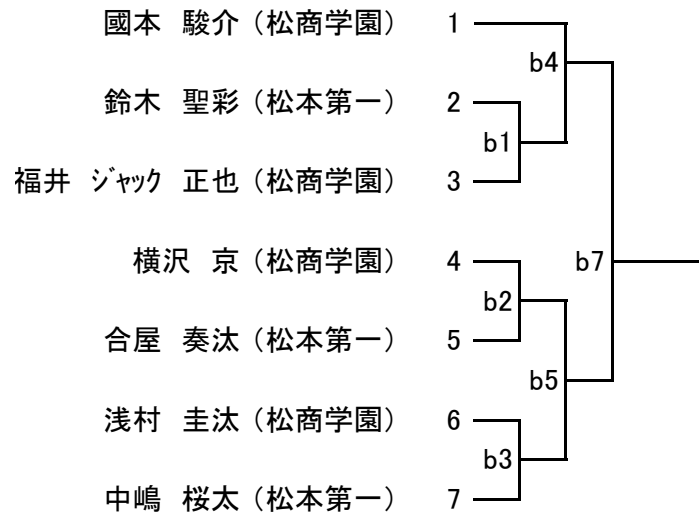 國本　駿介（松商学園）　1
b4
鈴木　聖彩（松本第一）　2
b1
福井　ｼﾞｬｯｸ　正也（松商学園）　3
横沢　京（松商学園）　4
b7
b2
合屋　奏汰（松本第一）　5
b5
浅村　圭汰（松商学園）　6
b3
中嶋　桜太（松本第一）　7